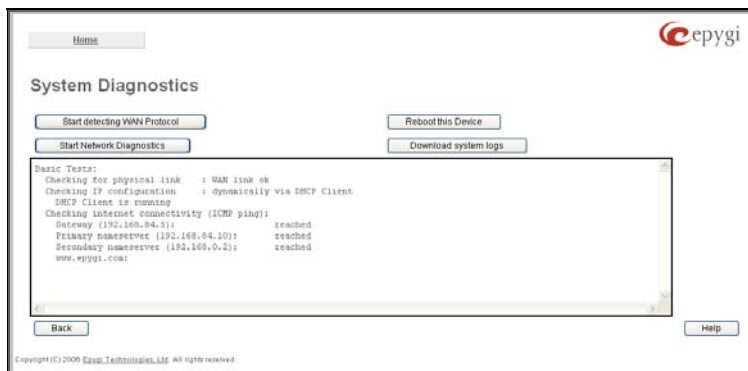 Home
epygi
System Diagnostics
Start detecting WAN Protocol
Reboot this Device
Start Network Diagnostics
Download system logs
Basic Tests:
Checking for physical link : WAN link ok
Checking IP configuration : dynamically via DHCP Client
DHCP Client is running
Checking internet connectivity (ICMP ping):
Gateway (192.168.84.5): reached
Primary nameserver (192.168.84.10): reached
Secondary nameserver (192.168.0.2): reached
www.epygi.com:
Back
Help
Copyright (C) 2006 Epygi Technologies, Ltd. All rights reserved.